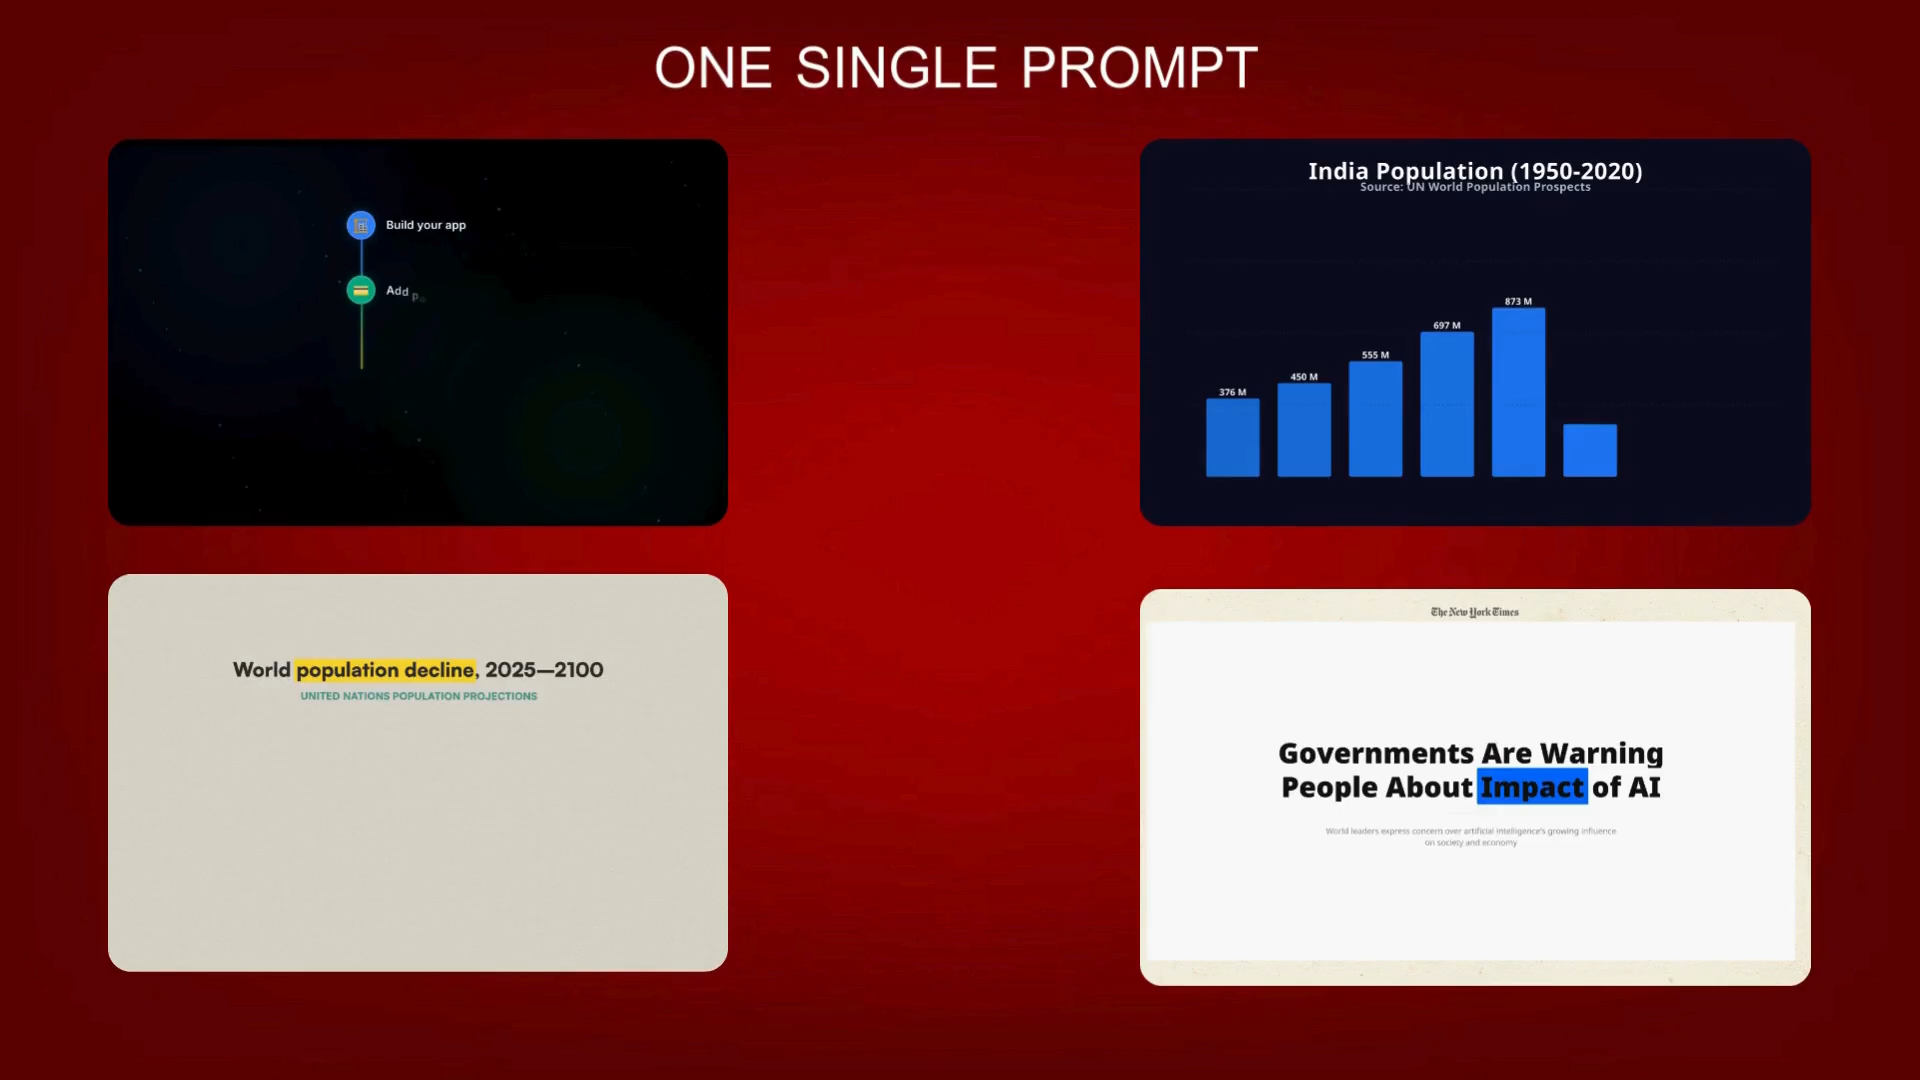 ONE SINGLE PROMPT
Build your app
Add p
India Population (1950-2020)
Source: UN World Population Prospects
376 M
450 M
555 M
697 M
873 M
World population decline, 2025—2100
UNITED NATIONS POPULATION PROJECTIONS
The New York Times
Governments Are Warning
People About Impact of AI
World leaders express concern over artificial intelligence's growing influence
on society and economy